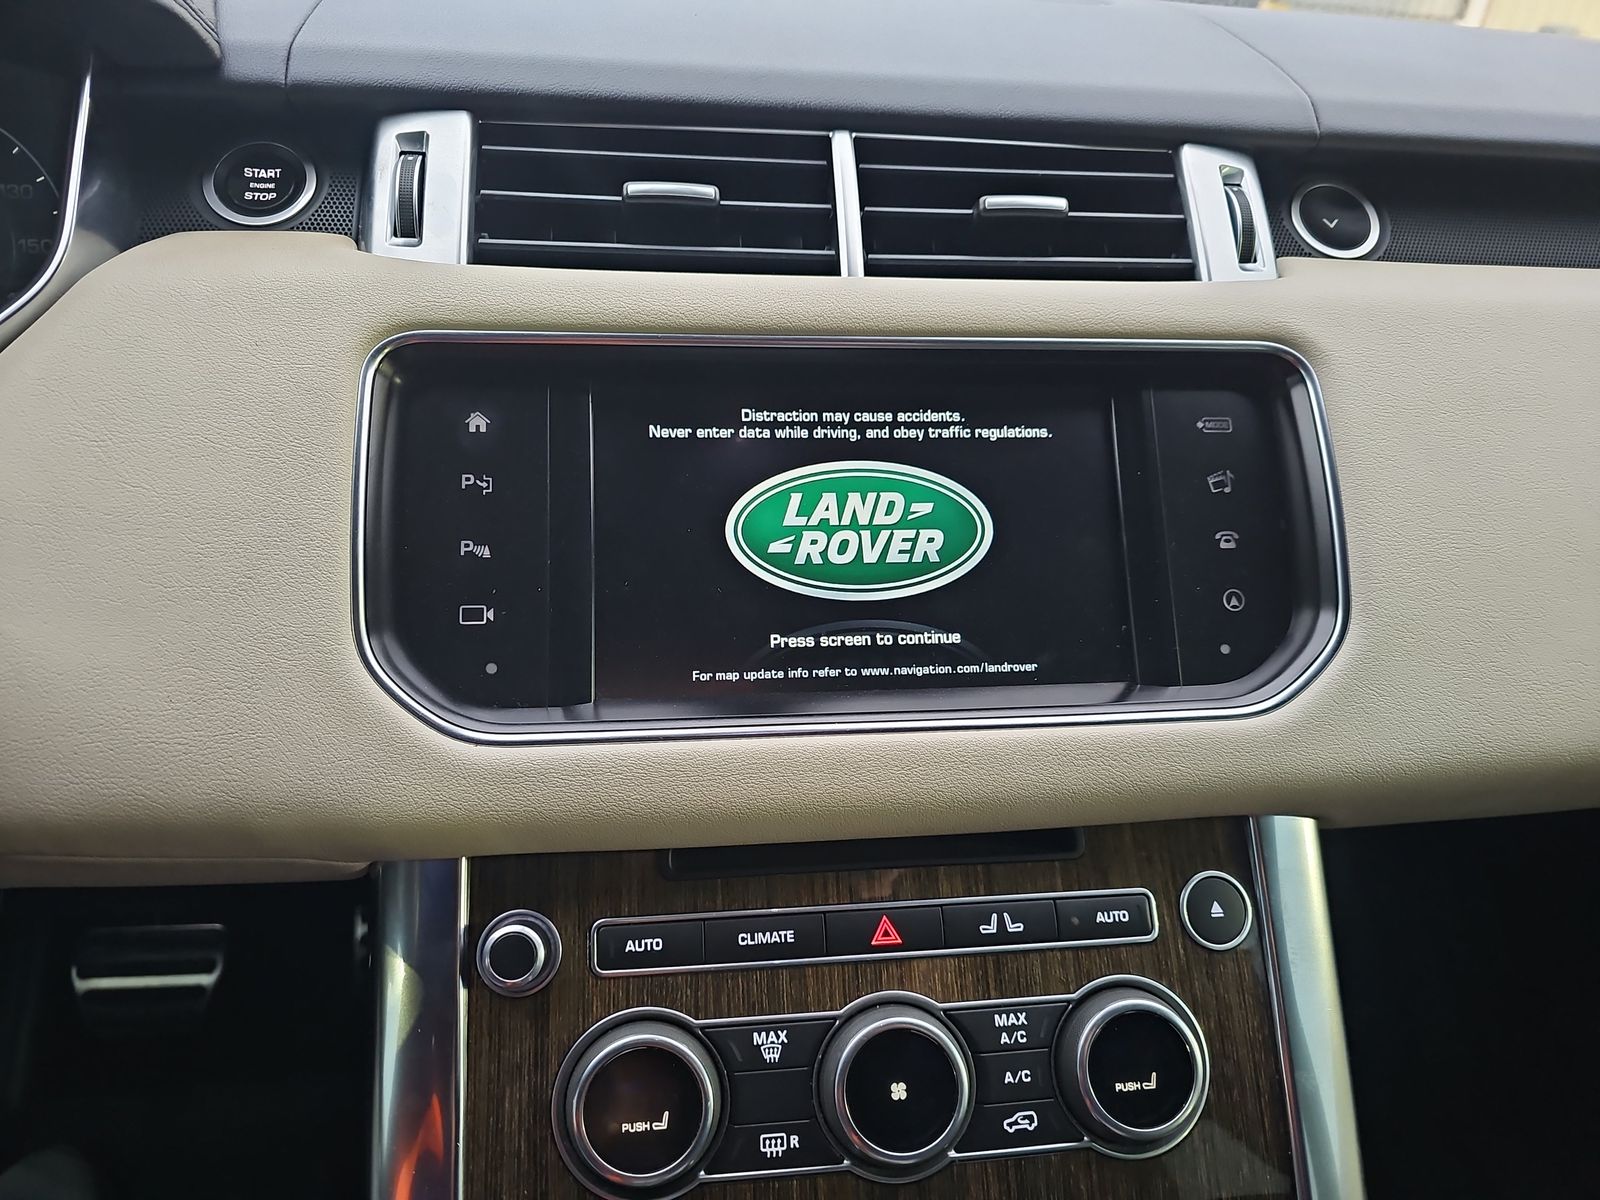 START
ENGINE
STOP
130
150
Distraction may cause accidents.
Never enter data while driving, and obey traffic regulations.
MODE
P
P
LAND
ROVER
Press screen to continue
For map update info refer to www.navigation.com/landrover
AUTO
CLIMATE
AUTO
MAX
MAX
A/C
A/C
PUSH
PUSH
R